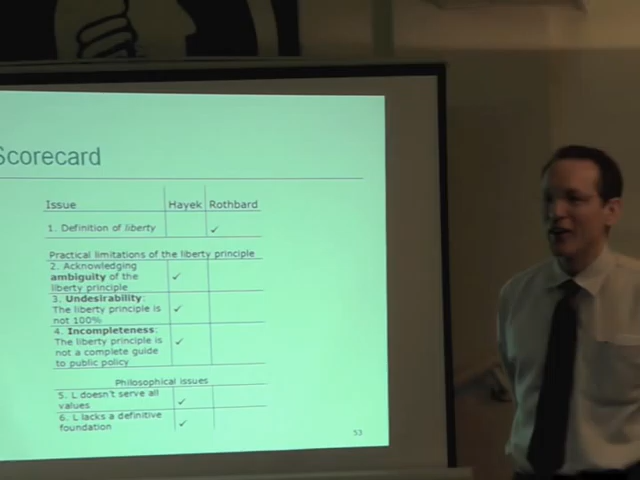 Scorecard
Issue Hayek Rothbard
1. Definition of liberty ✓
Practical limitations of the liberty principle
2. Acknowledging
ambiguity of the ✓
liberty principle
3. Undesirability:
The liberty principle is ✓
not 100%
4. Incompleteness:
The liberty principle is ✓
not a complete guide
to public policy
Philosophical issues
5. L doesn't serve all
values ✓
6. L lacks a definitive
foundation ✓
53